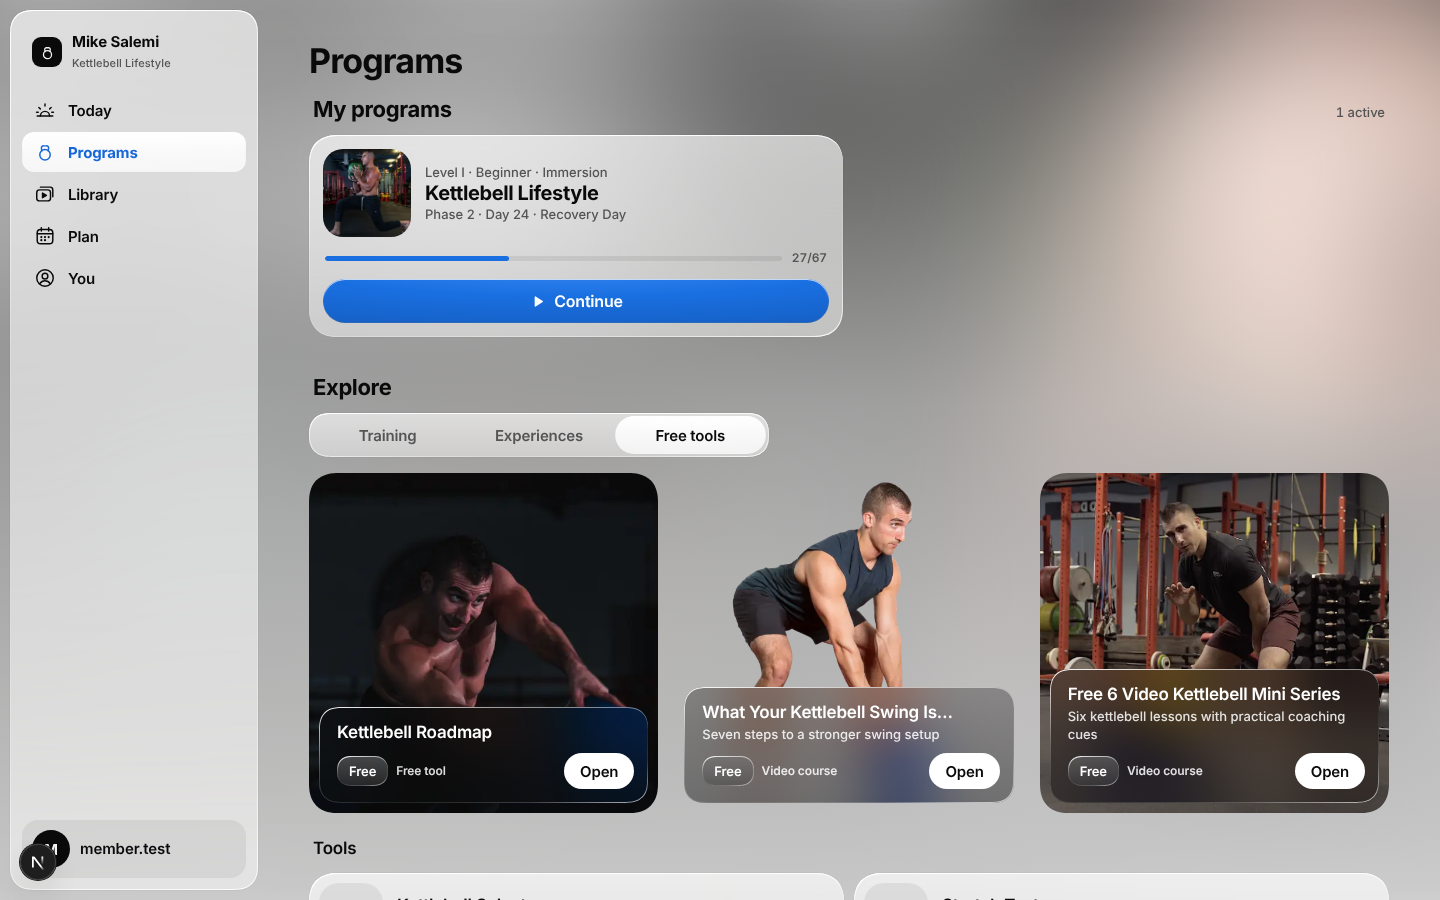 Mike Salemi
Kettlebell Lifestyle
Today
Programs
Library
Plan
You
member.test
Programs
My programs
1 active
Level I · Beginner · Immersion
Kettlebell Lifestyle
Phase 2 · Day 24 · Recovery Day
27/67
Continue
Explore
Training
Experiences
Free tools
Kettlebell Roadmap
Free
Free tool
Open
What Your Kettlebell Swing Is...
Seven steps to a stronger swing setup
Free
Video course
Open
Free 6 Video Kettlebell Mini Series
Six kettlebell lessons with practical coaching
cues
Free
Video course
Open
Tools